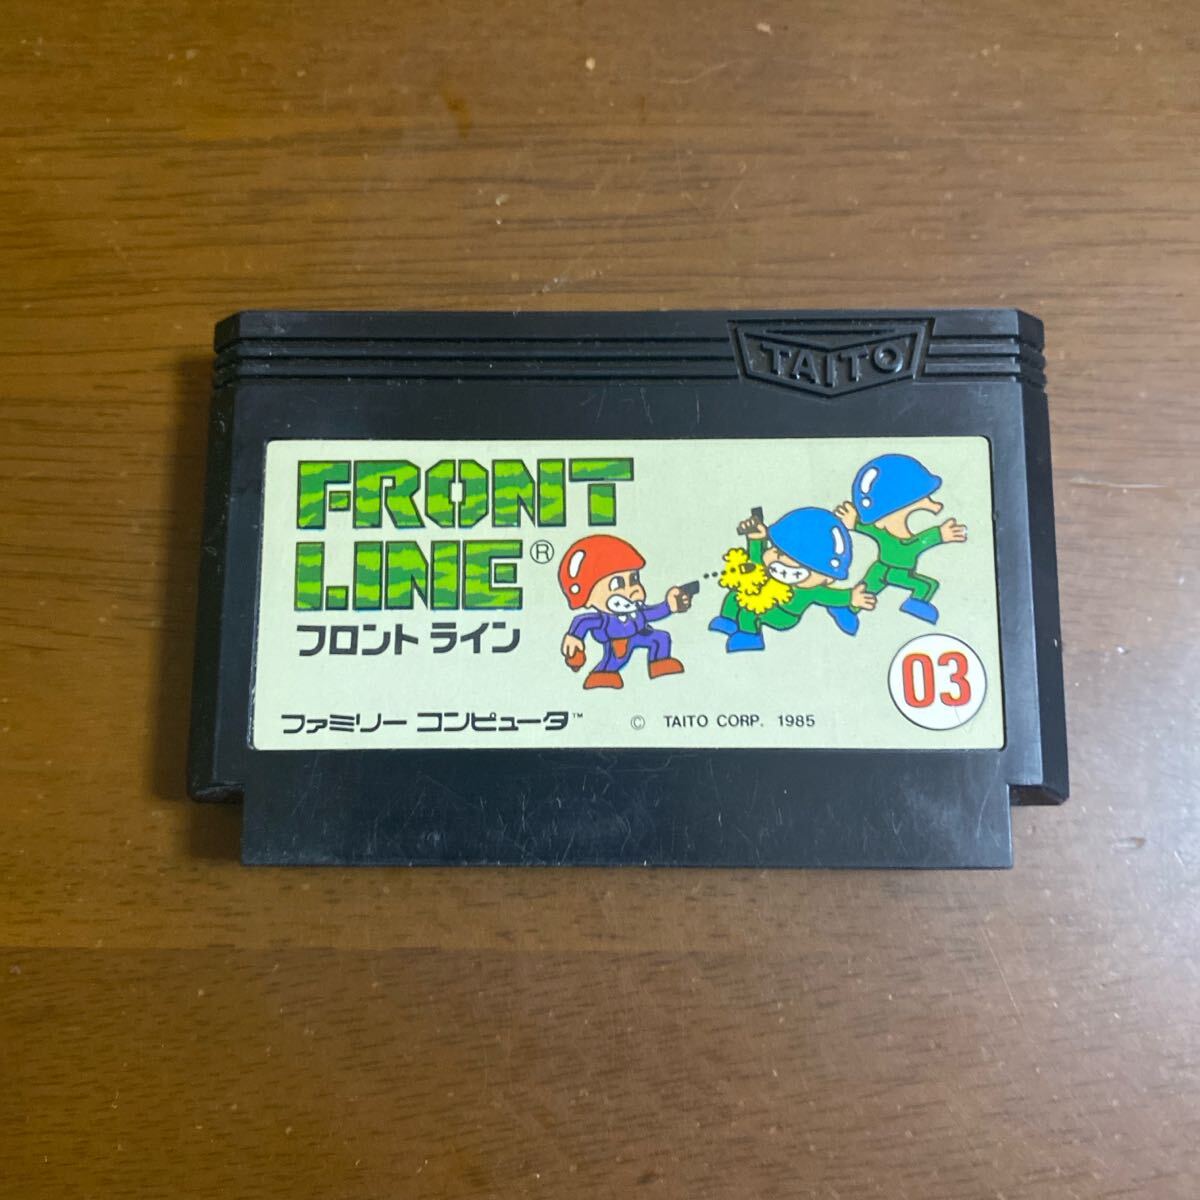 TAITO
FRONT
LINE®
フロント ライン
03
ファミリー コンピュータ™
© TAITO CORP. 1985